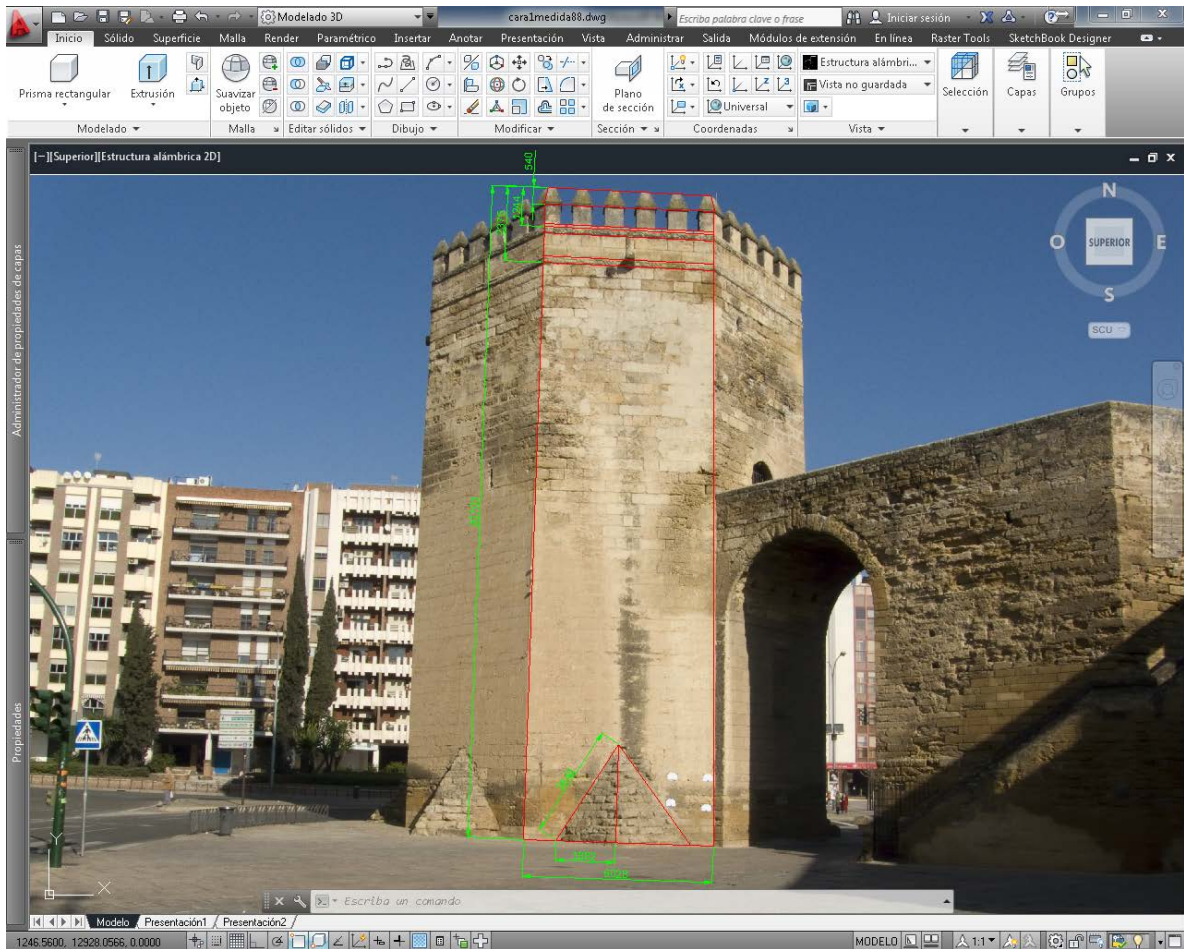 Modelado 3D
cara1medida88.dwg
Escriba palabra clave o frase
Iniciar sesión
Inicio Sólido Superficie Malla Render Paramétrico Insertar Anotar Presentación Vista Administrar Salida Módulos de extensión En línea Raster Tools SketchBook Designer
Prisma rectangular
Extrusión
Suavizar objeto
Plano de sección
Universal
Estructura alámbri...
Vista no guardada
Selección
Capas
Grupos
Modelado
Malla
Editar sólidos
Dibujo
Modificar
Sección
Coordenadas
Vista
[−][Superior][Estructura alámbrica 2D]
540
N
O
SUPERIOR
E
S
SCU
Administrador de propiedades de capas
Propiedades
Y
X
Escriba un comando
Modelo
Presentación1
Presentación2
1246.5600, 12928.0566, 0.0000
MODELO
1:1